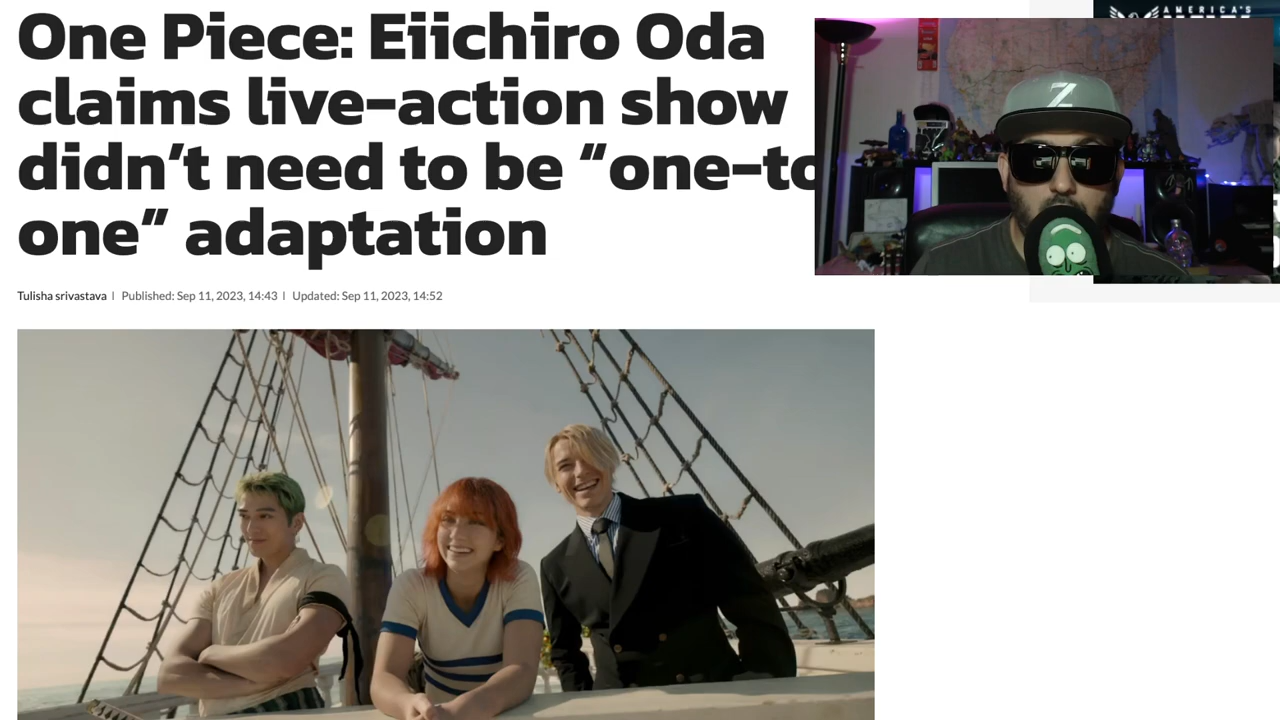 One Piece: Eiichiro Oda
claims live-action show
didn’t need to be “one-to
one” adaptation
Tulisha srivastava | Published: Sep 11, 2023, 14:43 | Updated: Sep 11, 2023, 14:52
AMERICA'S
Z